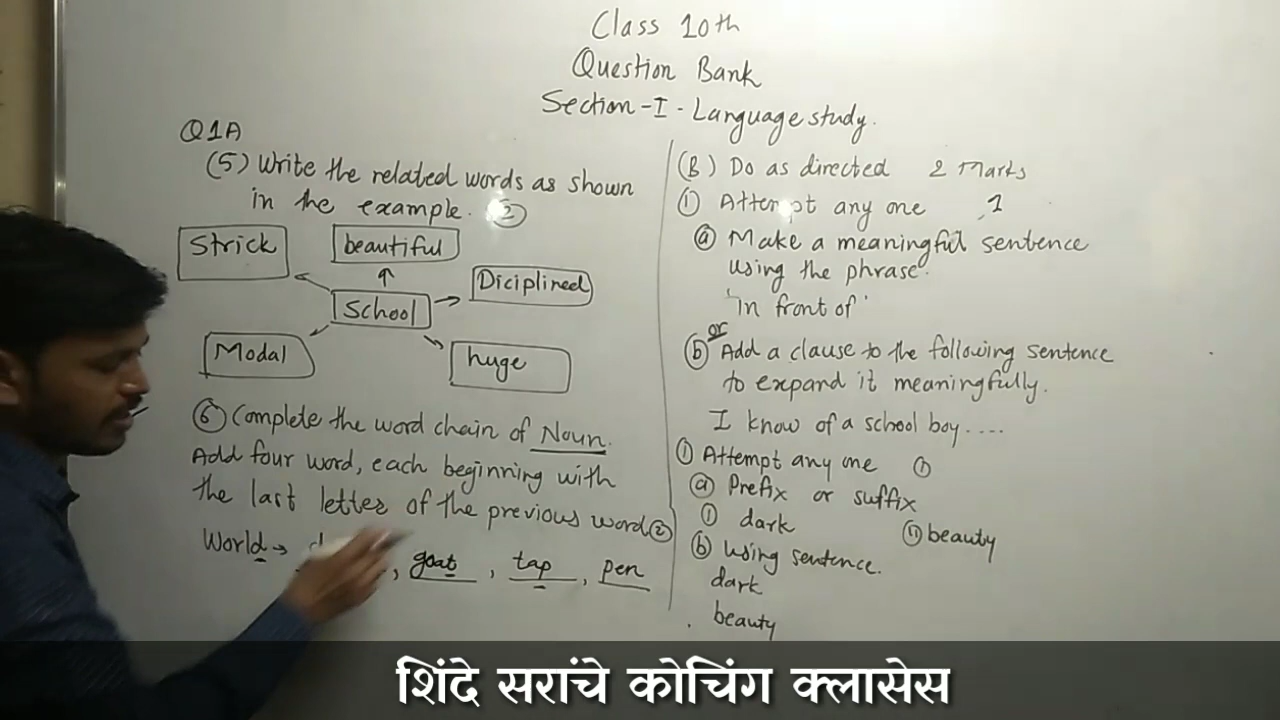 Class 10th
Question Bank
Section-I - Language study.
Q1A
(5) Write the related words as shown
in the example. (2)
Strick
beautiful
Diciplined
School
Modal
huge
(6) Complete the word chain of Noun.
Add four word, each beginning with
the last letter of the previous word (2)
World → , goat, tap, pen
(B) Do as directed 2 Marks
(1) Attempt any one 1
(a) Make a meaningful sentence
using the phrase.
'in front of'
or
(b) Add a clause to the following sentence
to expand it meaningfully.
I know of a school boy....
(1) Attempt any one (1)
(a) Prefix or suffix
(1) dark (11) beauty
(b) Using sentence.
dark
beauty
शिंदे सरांचे कोचिंग क्लासेस